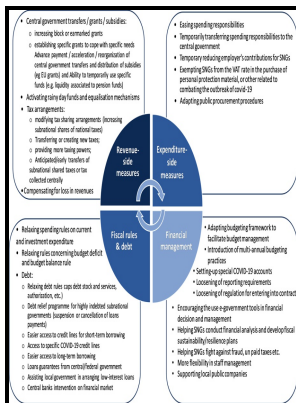 • Central government transfers / grants / subsidies:
o increasing block or earmarked grants
o establishing specific grants to cope with specific needs
Advance payment / acceleration / reorganization of
central government transfers and distribution of subsidies
(eg EU grants) and Ability to temporarily use specific
funds (eg. liquidity associated to pension funds)
• Activating rainy day funds and equalisation mechanisms
• Tax arrangements:
o modifying tax sharing arrangements (increasing
subnational shares of national taxes)
o Transferring or creating new taxes;
o providing more taxing powers;
o Anticipated/early transfers of
subnational shared taxes or tax
collected centrally
• Compensating for loss in revenues
• Easing spending responsibilities
• Temporarily transferring spending responsibilities to the
central government
• Temporary reducing employer's contributions for SNGs
• Exempting SNGs from the VAT rate in the purchase of
personal protection material, or other related to
combatting the outbreak of covid-19
• Adapting public procurement procedures
Revenue-
side
measures
Expenditure-
side
measures
Fiscal rules
& debt
Financial
management
• Relaxing spending rules on current
and investment expenditure
• Relaxing rules concerning budget deficit
and budget balance rule
• Debt:
o Relaxing debt rules (caps debt stock and services,
authorization, etc.)
o Debt relief programme for highly indebted subnational
governments (suspension or cancellation of loans
payments)
o Easier access to credit lines for short-term borrowing
o Access to specific COVID-19 credit lines
o Easier access to long-term borrowing
o Loans guarantees from central/federal government
o Assisting local government in arranging low-interest loans
o Central banks intervention on financial market
• Adapting budgeting framework to
facilitate budget management
• Introduction of multi-annual budgeting
practices
• Setting-up special COVID-19 accounts
• Loosening of reporting requirements
• Loosening of regulation for entering into contract
• Encouraging the use e-government tools in financial
decision and management
• Helping SNGs conduct financial analysis and develop fiscal
sustainability/resilience plans
• Helping SNGs fight against fraud, un paid taxes etc.
• More flexibility in staff management
• Supporting local public companies